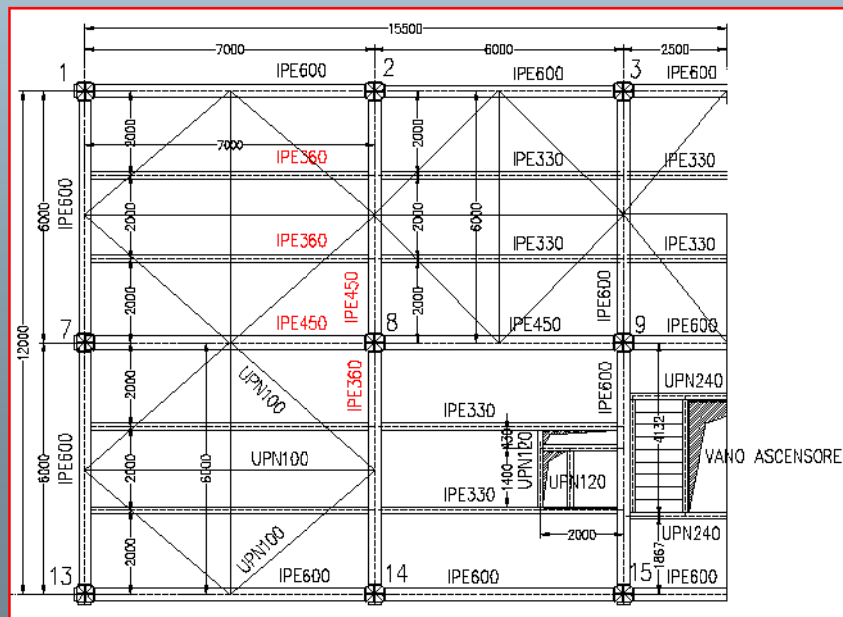 15500
7000 6000 2500
1 IPE600 2 IPE600 3 IPE600
2000 7000 2000 6000
IPE360 IPE330 IPE330
12000 6000 IPE600 2000 2000
IPE360 IPE330 IPE330
2000 IPE450 2000 IPE600
7 IPE450 8 IPE450 9 IPE600
2000 UPN100 IPE360 IPE600 UPN240
IPE330 430 4132
6000 IPE600 2000 UPN100 6000 1400 UPN120 UPN120 VANO ASCENSORE
IPE330
UPN100 2000 2000 1867 UPN240
13 IPE600 14 IPE600 15 IPE600